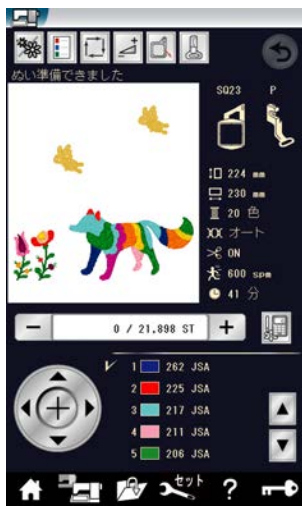 ぬい準備できました
SQ23 P
224 mm
230 mm
20 色
オート
ON
600 spm
41 分
− 0 / 21,898 ST +
1 262 JSA
2 225 JSA
3 217 JSA
4 211 JSA
5 206 JSA
セット
?